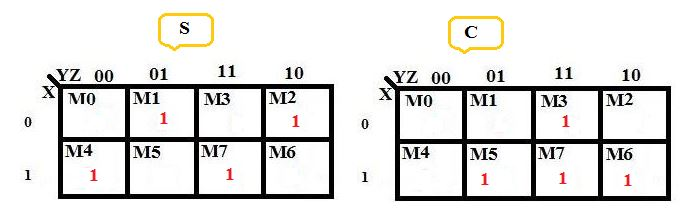 S
YZ 00 01 11 10
X
0 M0 M1 1 M3 M2 1
1 M4 1 M5 M7 1 M6
C
YZ 00 01 11 10
X
0 M0 M1 M3 1 M2
1 M4 M5 1 M7 1 M6 1